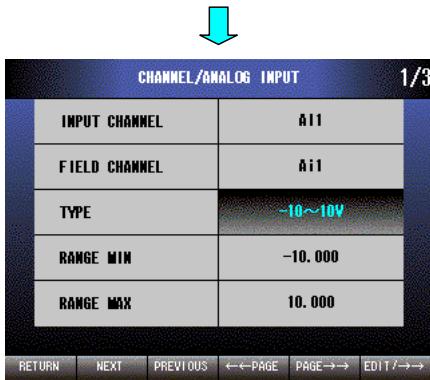 CHANNEL/ANALOG INPUT 1/3
INPUT CHANNEL AI1
FIELD CHANNEL Ai1
TYPE -10~10V
RANGE MIN -10.000
RANGE MAX 10.000
RETURN NEXT PREVIOUS ←←PAGE PAGE→→ EDIT/→→